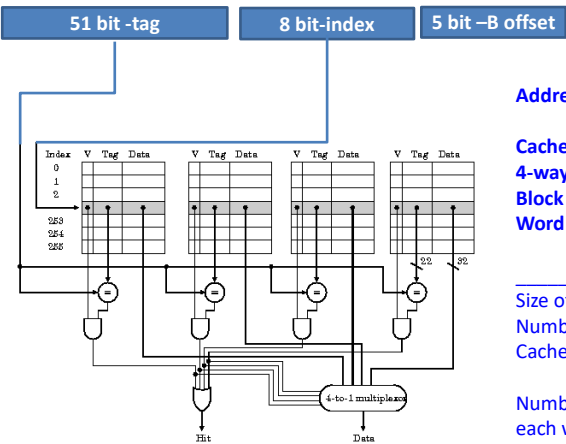 51 bit -tag
8 bit-index
5 bit –B offset
Addre
Cache
4-way
Block
Word
Index V Tag Data V Tag Data V Tag Data V Tag Data
0
1
2
253
254
255
22 32
= = = =
4-to-1 multiplexor
Hit Data
Size of
Numb
Cache
Numb
each w